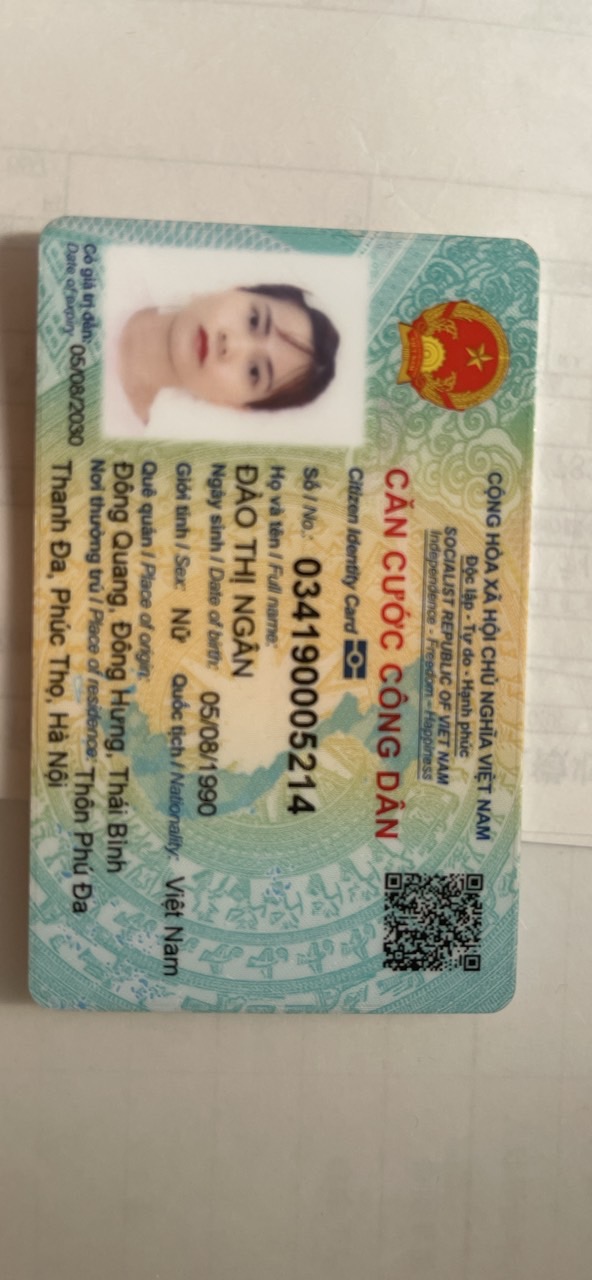 CỘNG HÒA XÃ HỘI CHỦ NGHĨA VIỆT NAM
Độc lập - Tự do - Hạnh phúc
SOCIALIST REPUBLIC OF VIET NAM
Independence - Freedom - Happiness
CĂN CƯỚC CÔNG DÂN
Citizen Identity Card
Số / No.: 034190005214
Họ và tên / Full name:
ĐÀO THỊ NGÂN
Ngày sinh / Date of birth: 05/08/1990
Giới tính / Sex: Nữ Quốc tịch / Nationality: Việt Nam
Quê quán / Place of origin:
Đông Quang, Đông Hưng, Thái Bình
Nơi thường trú / Place of residence: Thôn Phú Đa
Thanh Đa, Phúc Thọ, Hà Nội
Có giá trị đến: 05/08/2030
Date of expiry